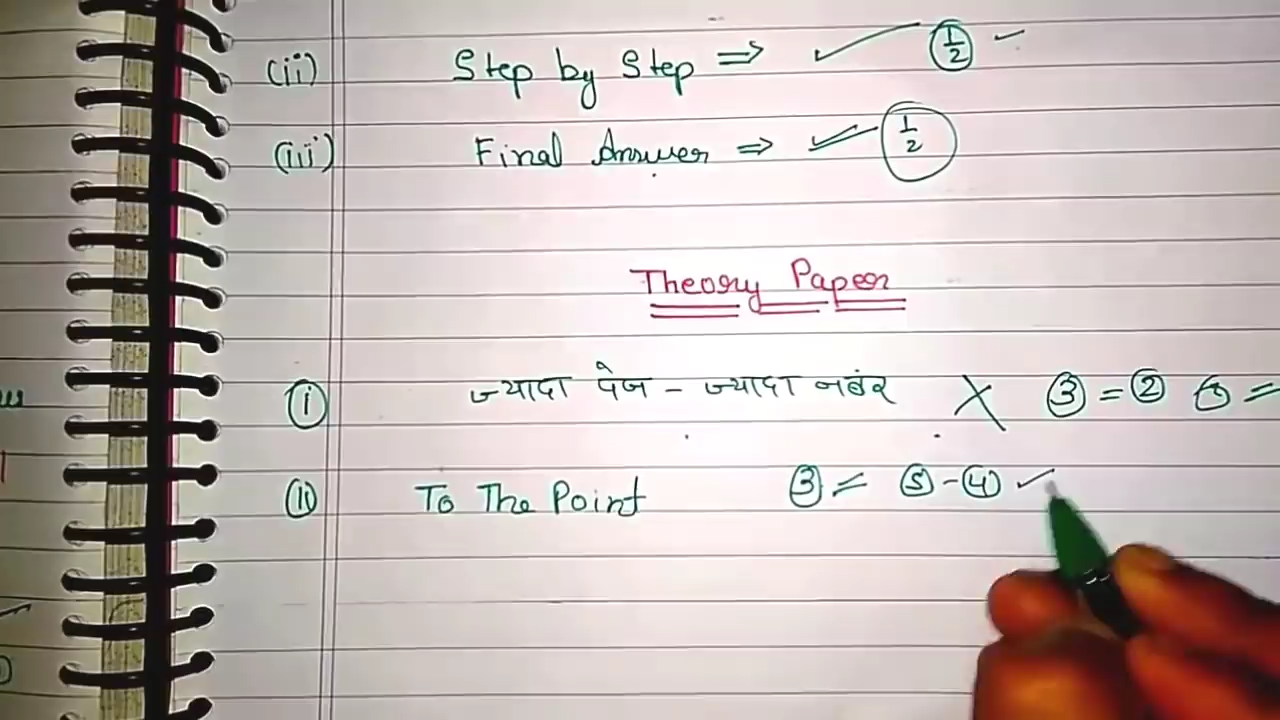 (ii) Step by Step ⇒ ✓ 1/2 -
(iii) Final Answer ⇒ ✓ 1/2
Theory Paper
(i) ज्यादा पेज - ज्यादा नबंर X 3 = 2
(ii) To The Point 3 = 5 - 4 ✓